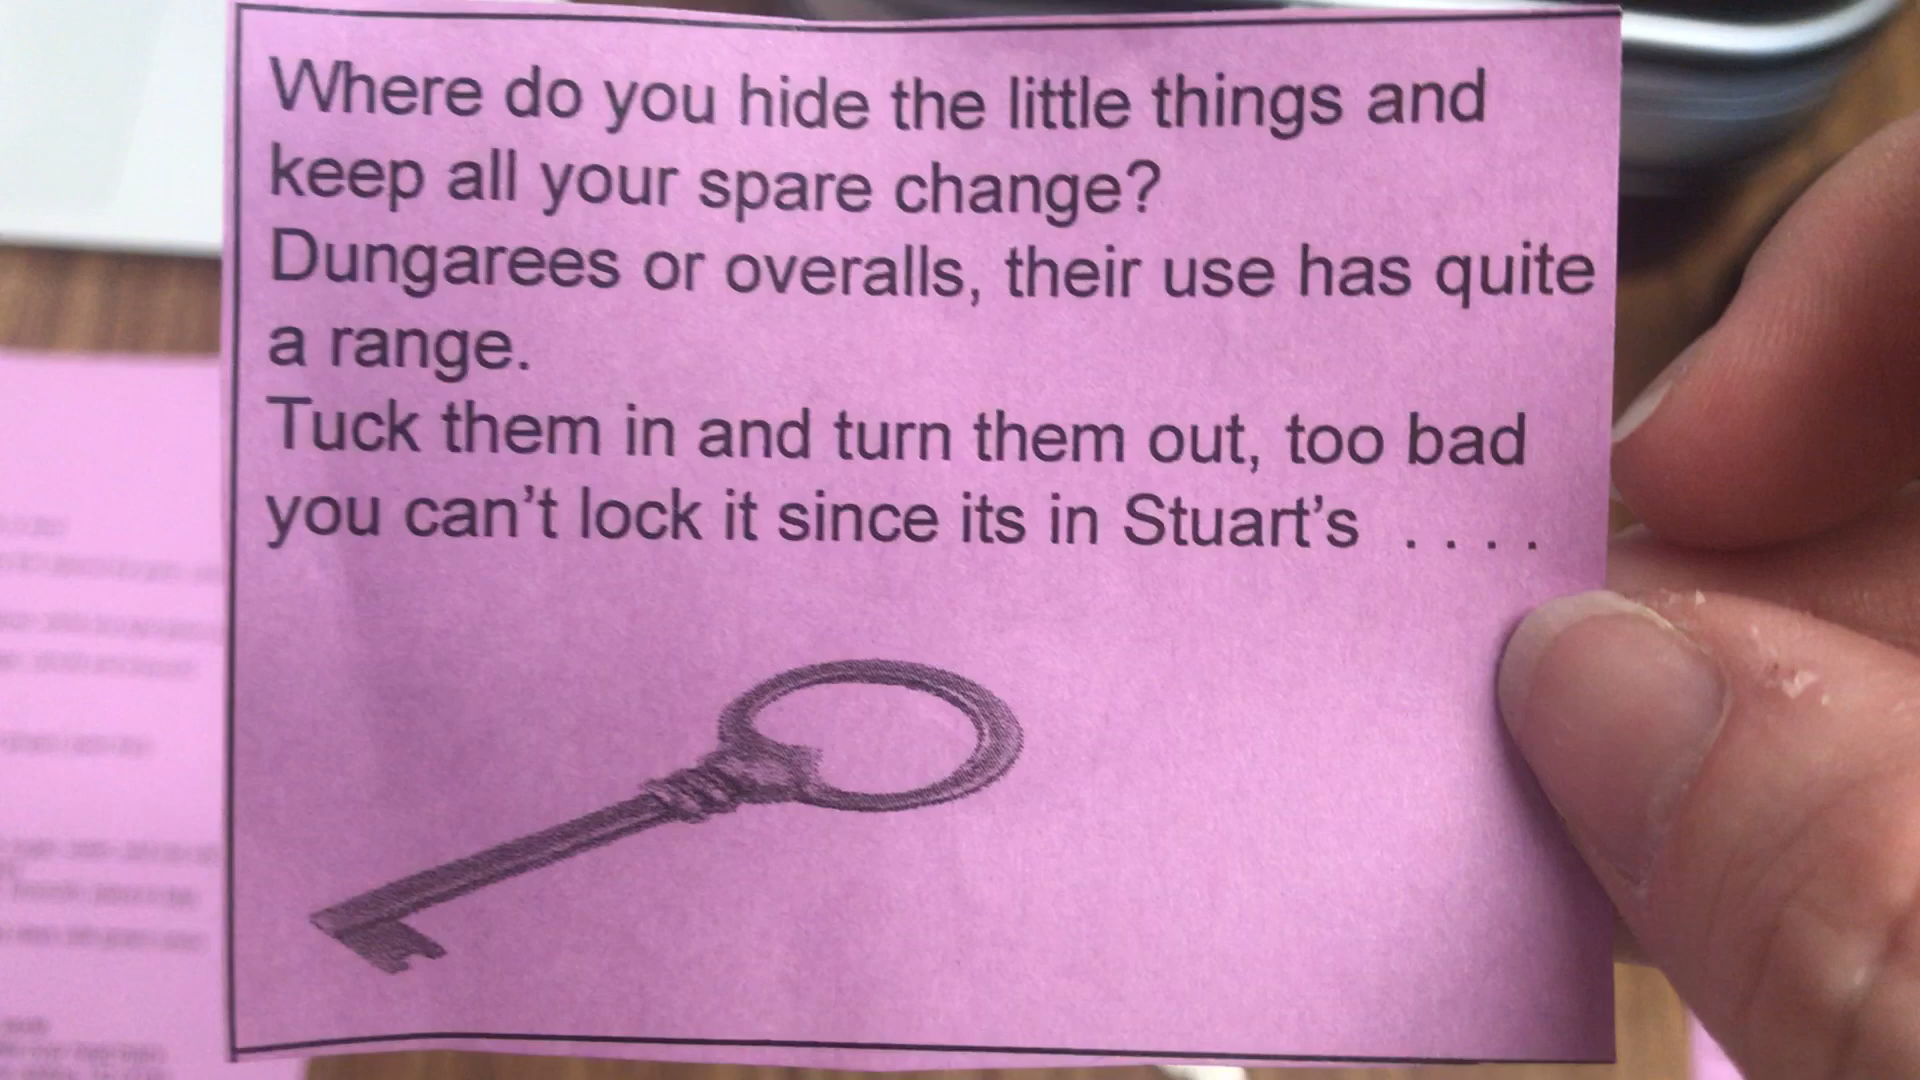 Where do you hide the little things and
keep all your spare change?
Dungarees or overalls, their use has quite
a range.
Tuck them in and turn them out, too bad
you can't lock it since its in Stuart's . . . .